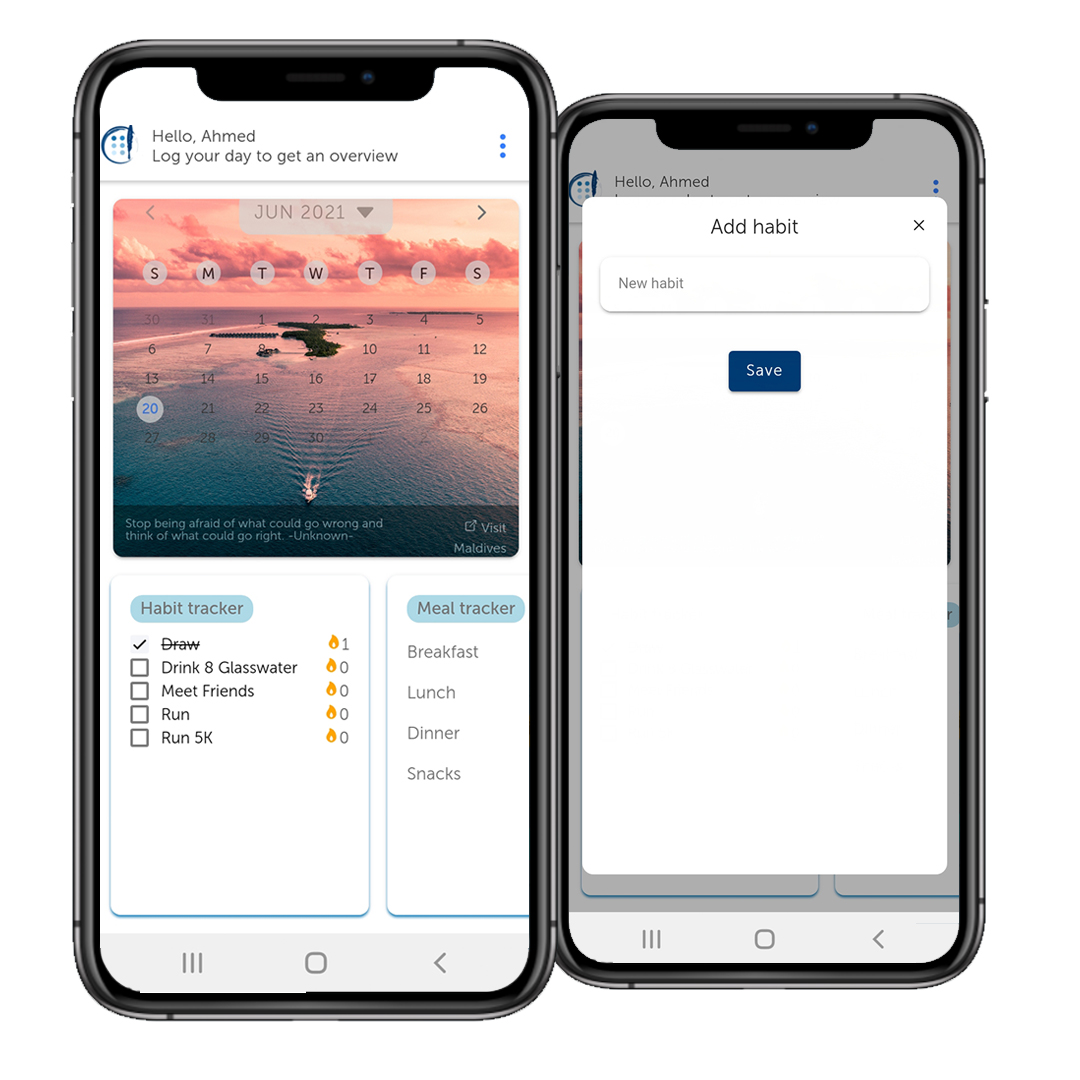 Hello, Ahmed
Log your day to get an overview
JUN 2021
S M T W T F S
30 31 1 2 3 4 5
6 7 8 10 11 12
13 14 15 16 17 18 19
20 21 22 23 24 25 26
27 28 29 30
Stop being afraid of what could go wrong and
think of what could go right. -Unknown-
Visit
Maldives
Habit tracker
Draw 1
Drink 8 Glasswater 0
Meet Friends 0
Run 0
Run 5K 0
Meal tracker
Breakfast
Lunch
Dinner
Snacks
Hello, Ahmed
Add habit
New habit
Save